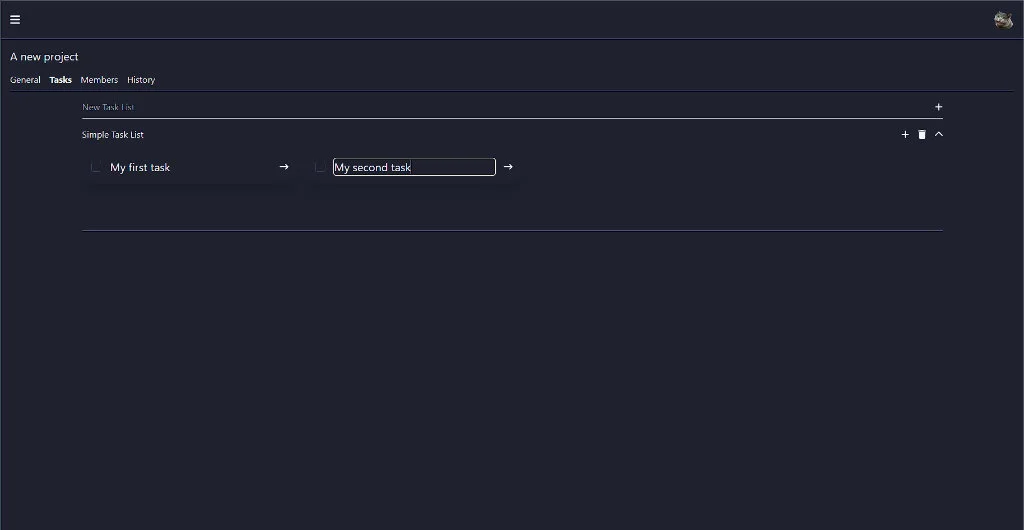 A new project
General Tasks Members History
New Task List
Simple Task List
My first task My second task